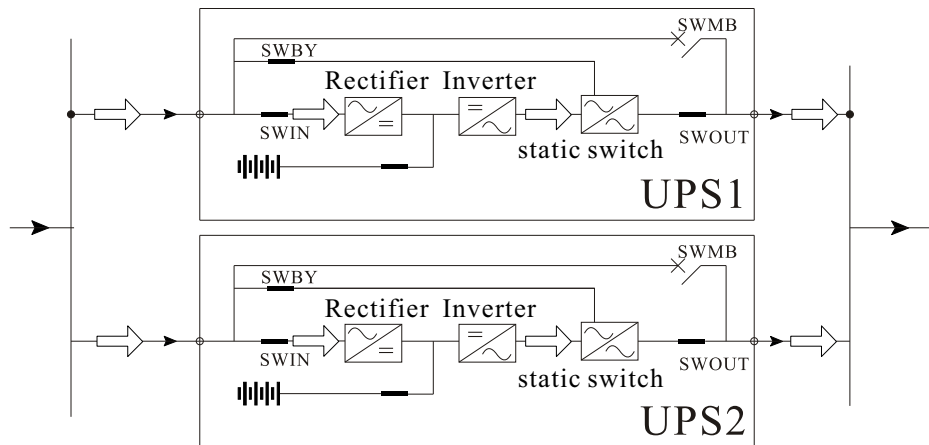 SWMB
SWBY
Rectifier Inverter
SWIN
SWOUT
static switch
UPS1
SWMB
SWBY
Rectifier Inverter
SWIN
SWOUT
static switch
UPS2